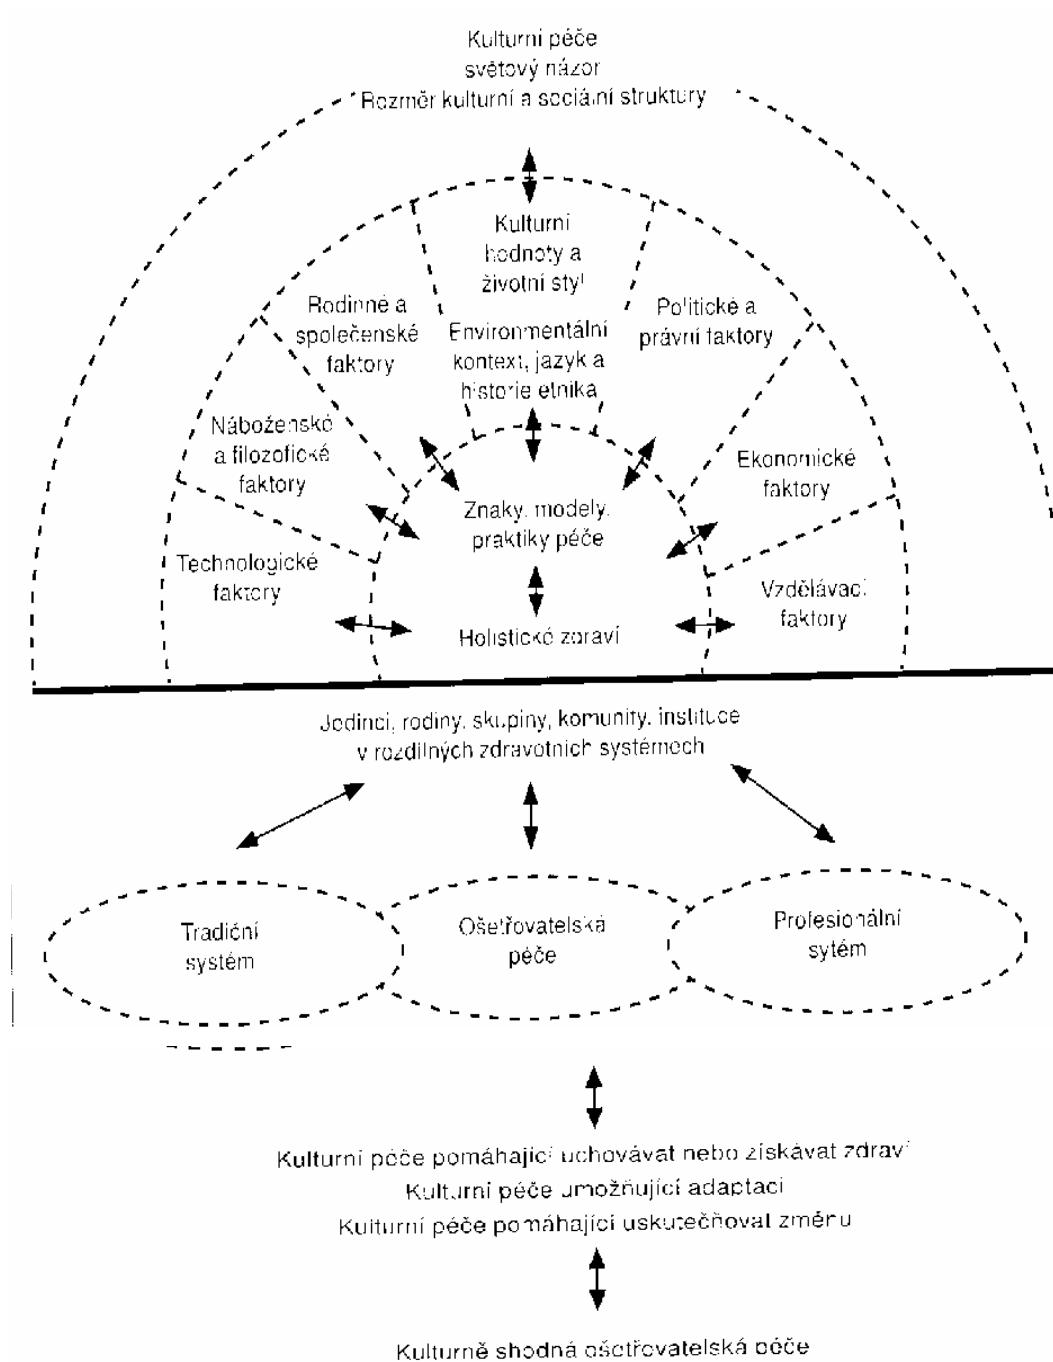 Kulturní péče
světový názor
Rozměr kulturní a sociální struktury
Kulturní
hodnoty a
životní styl
Rodinné a
společenské
faktory
Environmentální
kontext, jazyk a
historie etnika
Politické a
právní faktory
Náboženské
a filozofické
faktory
Ekonomické
faktory
Znaky, modely,
praktiky péče
Technologické
faktory
Vzdělávací
faktory
Holistické zdraví
Jedinci, rodiny, skupiny, komunity, instituce
v rozdílných zdravotních systémech
Tradiční
systém
Ošetřovatelská
péče
Profesionální
sytém
Kulturní péče pomáhající uchovávat nebo získávat zdraví
Kulturní péče umožňující adaptaci
Kulturní péče pomáhající uskutečňovat změnu
Kulturně shodná ošetřovatelská péče